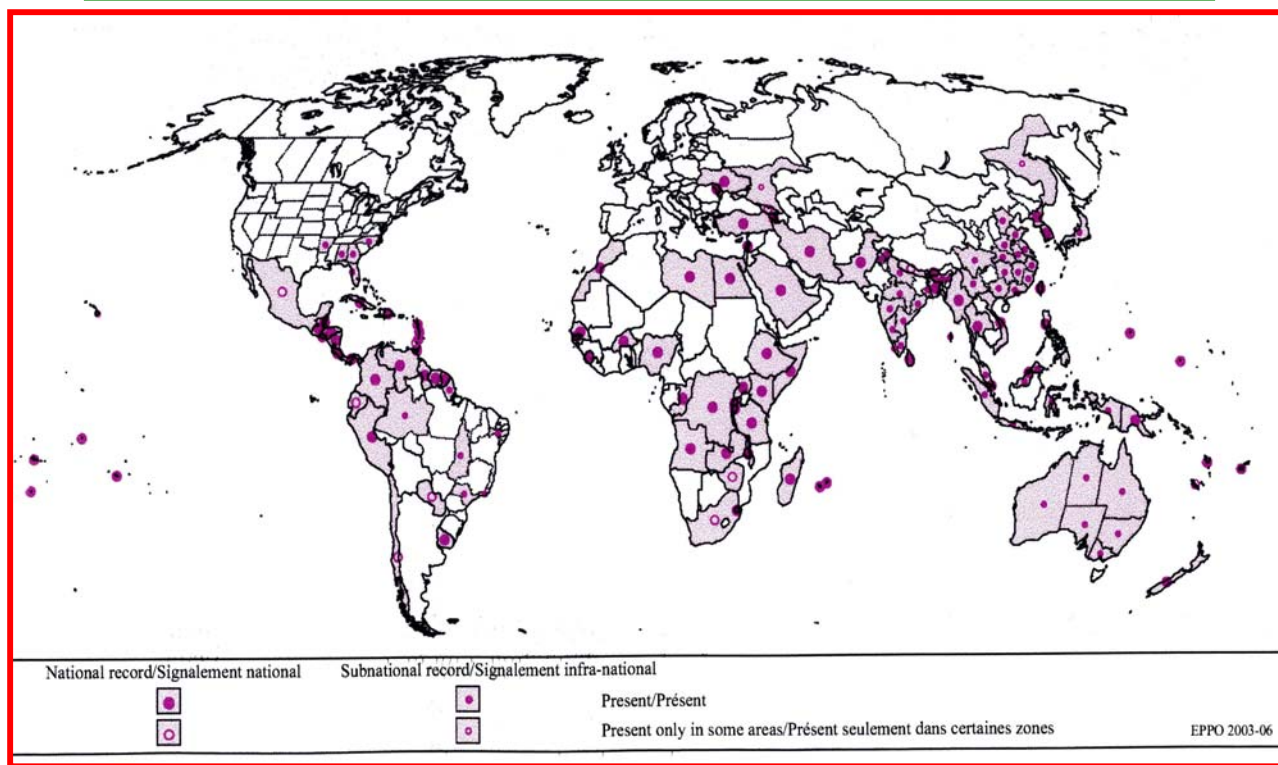 National record/Signalement national
Subnational record/Signalement infra-national
Present/Présent
Present only in some areas/Présent seulement dans certaines zones
EPPO 2003-06